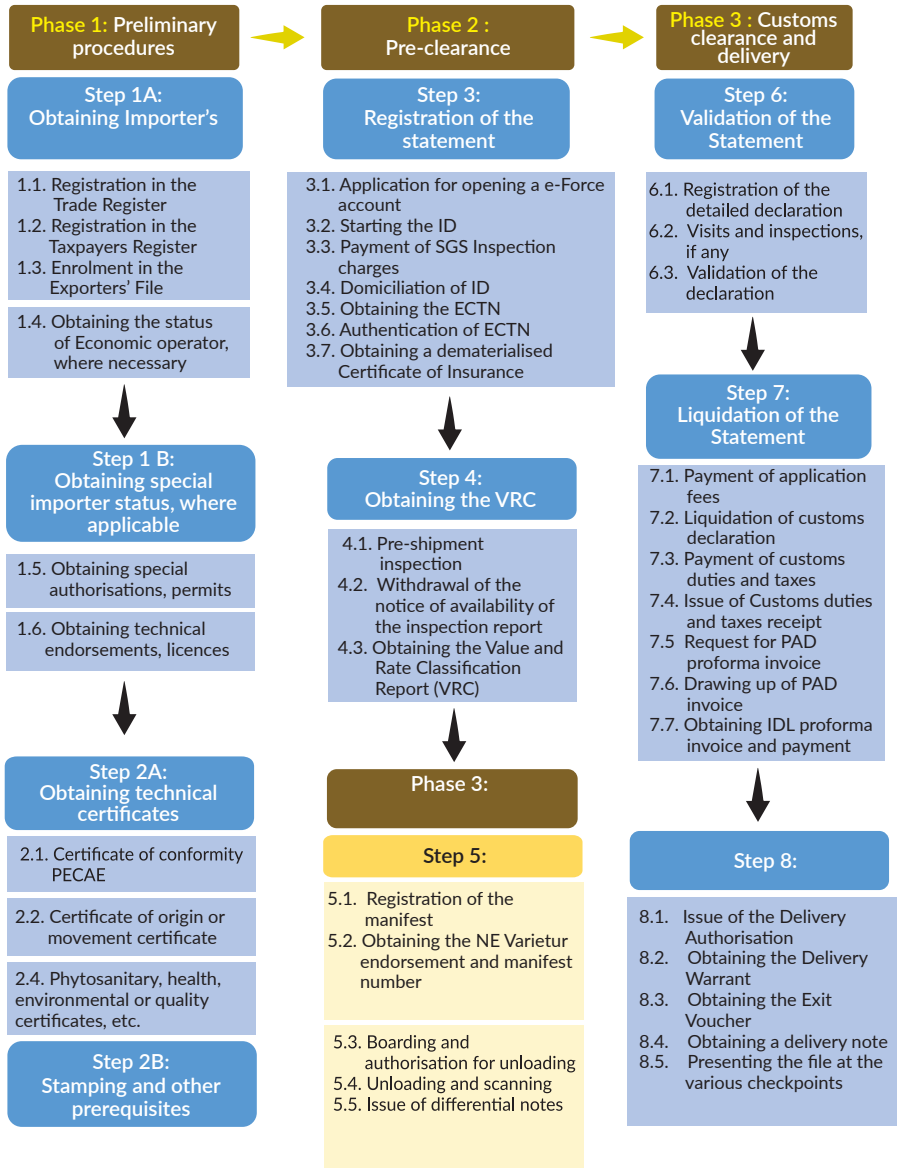 Phase 1: Preliminary
procedures
Step 1A:
Obtaining Importer's
1.1. Registration in the
Trade Register
1.2. Registration in the
Taxpayers Register
1.3. Enrolment in the
Exporters' File
1.4. Obtaining the status
of Economic operator,
where necessary
Step 1 B:
Obtaining special
importer status, where
applicable
1.5. Obtaining special
authorisations, permits
1.6. Obtaining technical
endorsements, licences
Step 2A:
Obtaining technical
certificates
2.1. Certificate of conformity
PECAE
2.2. Certificate of origin or
movement certificate
2.4. Phytosanitary, health,
environmental or quality
certificates, etc.
Step 2B:
Stamping and other
prerequisites
Phase 2 :
Pre-clearance
Step 3:
Registration of the
statement
3.1. Application for opening a e-Force
account
3.2. Starting the ID
3.3. Payment of SGS Inspection
charges
3.4. Domiciliation of ID
3.5. Obtaining the ECTN
3.6. Authentication of ECTN
3.7. Obtaining a dematerialised
Certificate of Insurance
Step 4:
Obtaining the VRC
4.1. Pre-shipment
inspection
4.2. Withdrawal of the
notice of availability of
the inspection report
4.3. Obtaining the Value and
Rate Classification
Report (VRC)
Phase 3:
Step 5:
5.1. Registration of the
manifest
5.2. Obtaining the NE Varietur
endorsement and manifest
number
5.3. Boarding and
authorisation for unloading
5.4. Unloading and scanning
5.5. Issue of differential notes
Phase 3 : Customs
clearance and
delivery
Step 6:
Validation of the
Statement
6.1. Registration of the
detailed declaration
6.2. Visits and inspections,
if any
6.3. Validation of the
declaration
Step 7:
Liquidation of the
Statement
7.1. Payment of application
fees
7.2. Liquidation of customs
declaration
7.3. Payment of customs
duties and taxes
7.4. Issue of Customs duties
and taxes receipt
7.5 Request for PAD
proforma invoice
7.6. Drawing up of PAD
invoice
7.7. Obtaining IDL proforma
invoice and payment
Step 8:
8.1. Issue of the Delivery
Authorisation
8.2. Obtaining the Delivery
Warrant
8.3. Obtaining the Exit
Voucher
8.4. Obtaining a delivery note
8.5. Presenting the file at the
various checkpoints